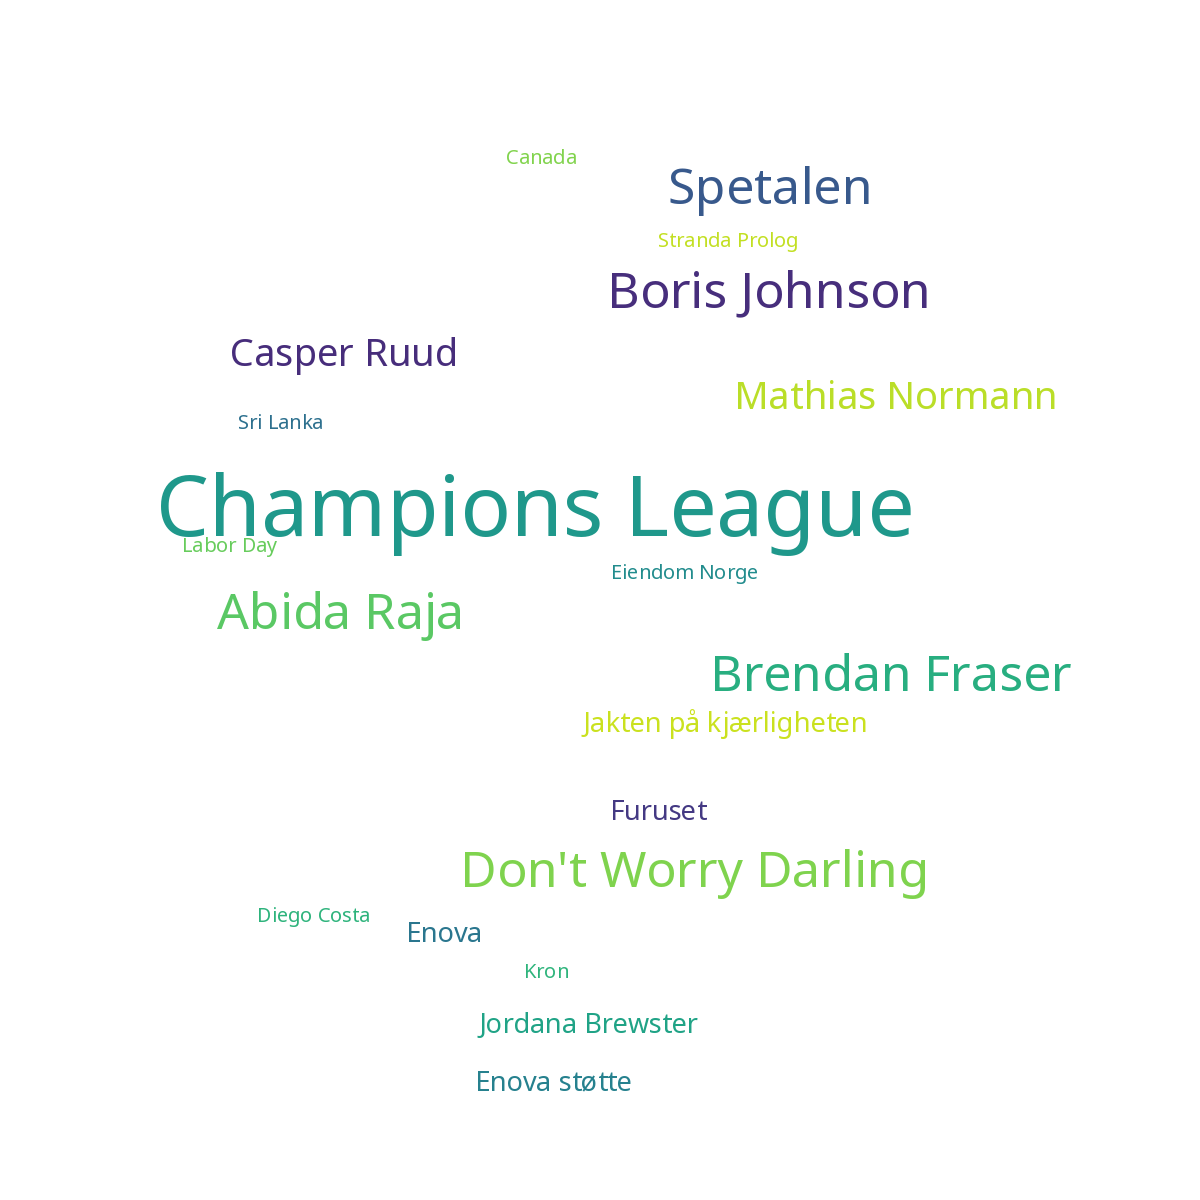 Canada
Spetalen
Stranda Prolog
Boris Johnson
Casper Ruud
Mathias Normann
Sri Lanka
Champions League
Labor Day
Eiendom Norge
Abida Raja
Brendan Fraser
Jakten på kjærligheten
Furuset
Don't Worry Darling
Diego Costa
Enova
Kron
Jordana Brewster
Enova støtte